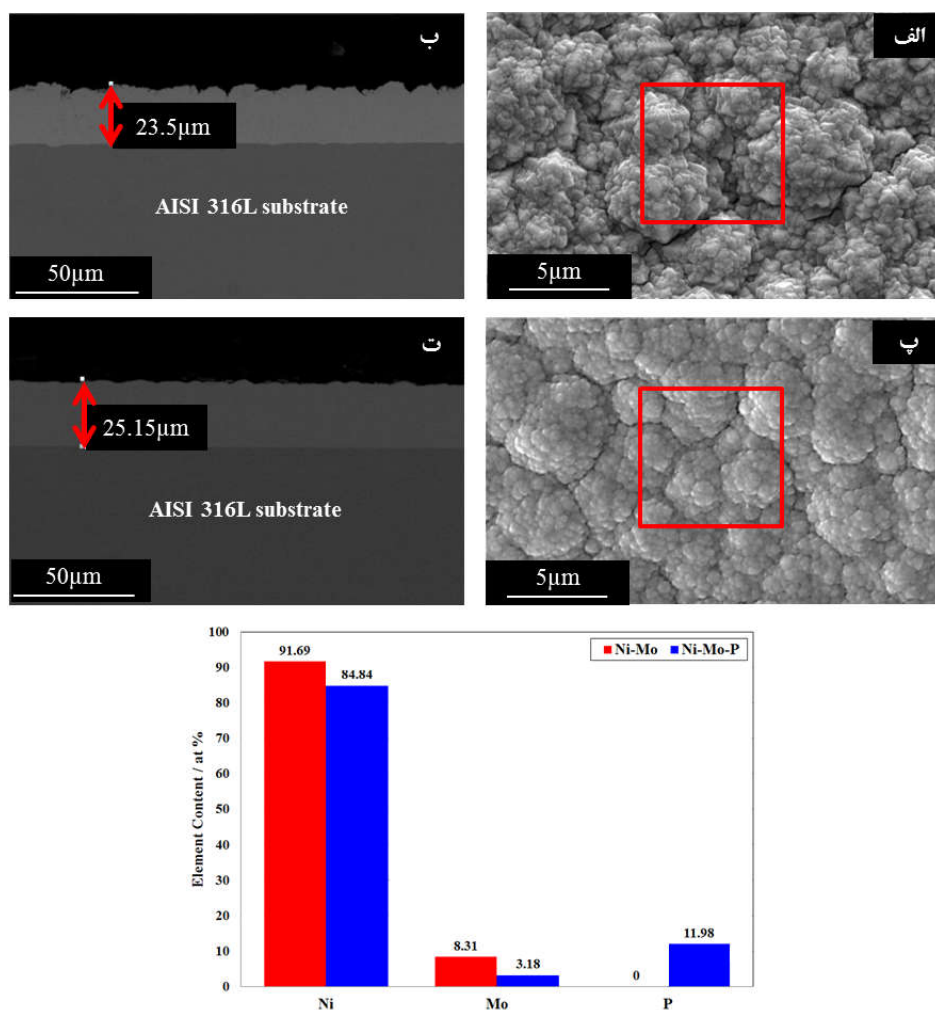 الف
5µm
ب
23.5µm
AISI 316L substrate
50µm
پ
5µm
ت
25.15µm
AISI 316L substrate
50µm
Ni-Mo Ni-Mo-P
Element Content / at %
100
90
80
70
60
50
40
30
20
10
0
91.69
84.84
8.31
3.18
0
11.98
Ni Mo P